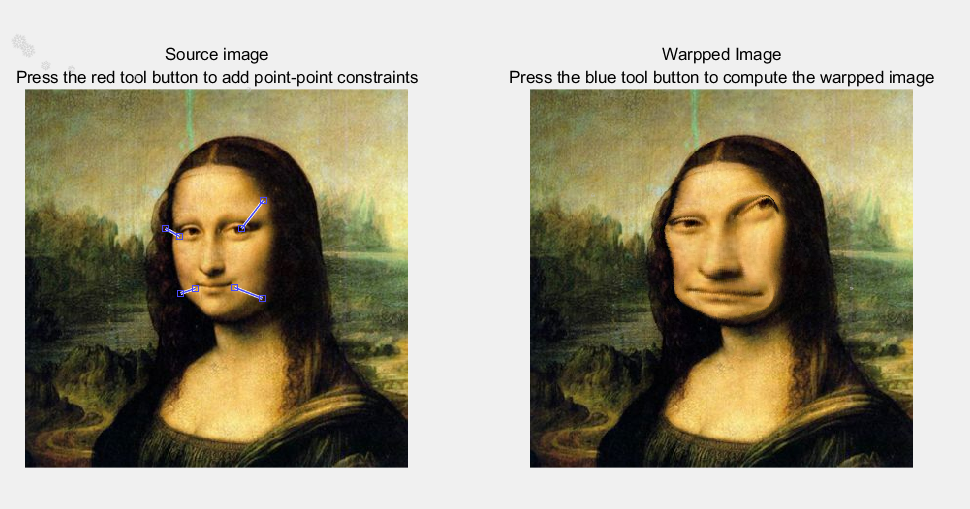 Source image
Press the red tool button to add point-point constraints
Warpped Image
Press the blue tool button to compute the warpped image